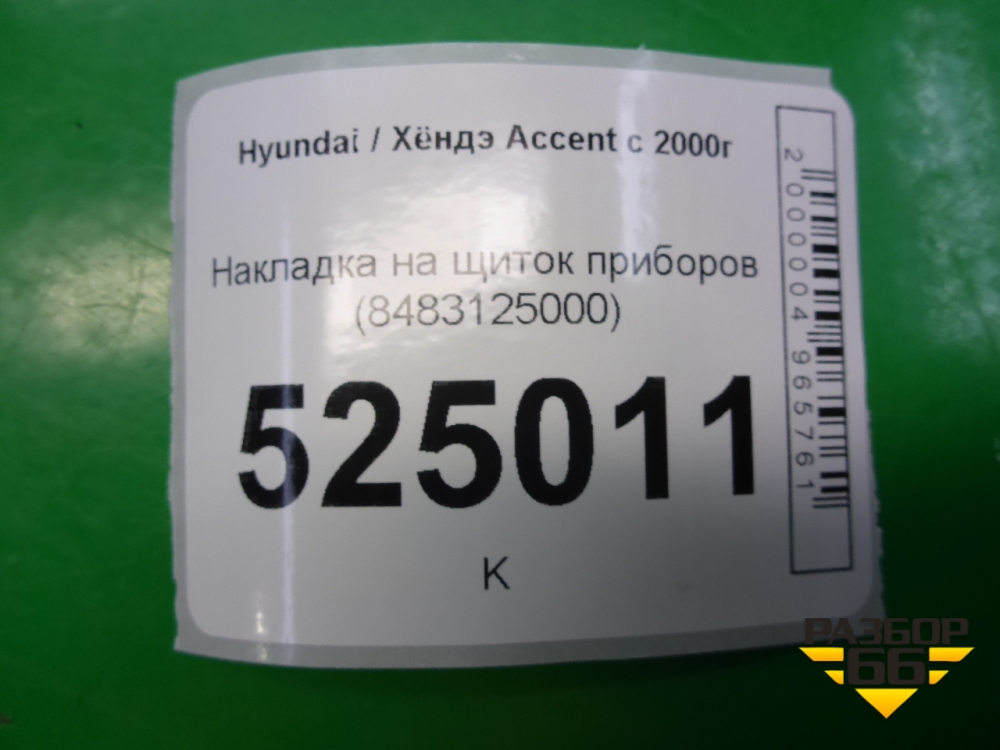 Hyundai / Хёндэ Accent с 2000г
Накладка на щиток приборов
(8483125000)
525011
К
2000004965761
РАЗБОР
66